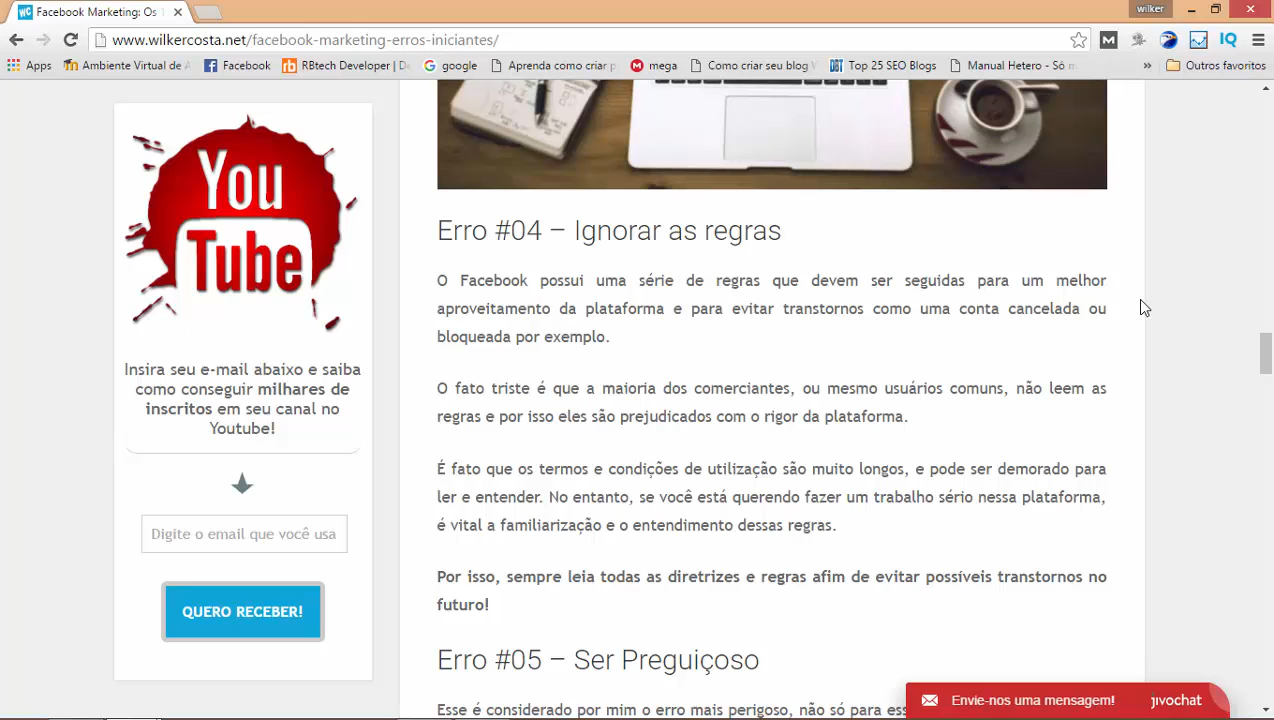 Facebook Marketing: Os
wilker
www.wilkercosta.net/facebook-marketing-erros-iniciantes/
Apps
Ambiente Virtual de A
Facebook
RBtech Developer | D
google
Aprenda como criar p
mega
Como criar seu blog
Top 25 SEO Blogs
Manual Hetero - Só m
Outros favoritos
You
Tube
Insira seu e-mail abaixo e saiba
como conseguir milhares de
inscritos em seu canal no
Youtube!
Digite o email que você usa
QUERO RECEBER!
Erro #04 – Ignorar as regras
O Facebook possui uma série de regras que devem ser seguidas para um melhor
aproveitamento da plataforma e para evitar transtornos como uma conta cancelada ou
bloqueada por exemplo.
O fato triste é que a maioria dos comerciantes, ou mesmo usuários comuns, não leem as
regras e por isso eles são prejudicados com o rigor da plataforma.
É fato que os termos e condições de utilização são muito longos, e pode ser demorado para
ler e entender. No entanto, se você está querendo fazer um trabalho sério nessa plataforma,
é vital a familiarização e o entendimento dessas regras.
Por isso, sempre leia todas as diretrizes e regras afim de evitar possíveis transtornos no
futuro!
Erro #05 – Ser Preguiçoso
Esse é considerado por mim o erro mais perigoso, não só para ess
Envie-nos uma mensagem!
jivochat